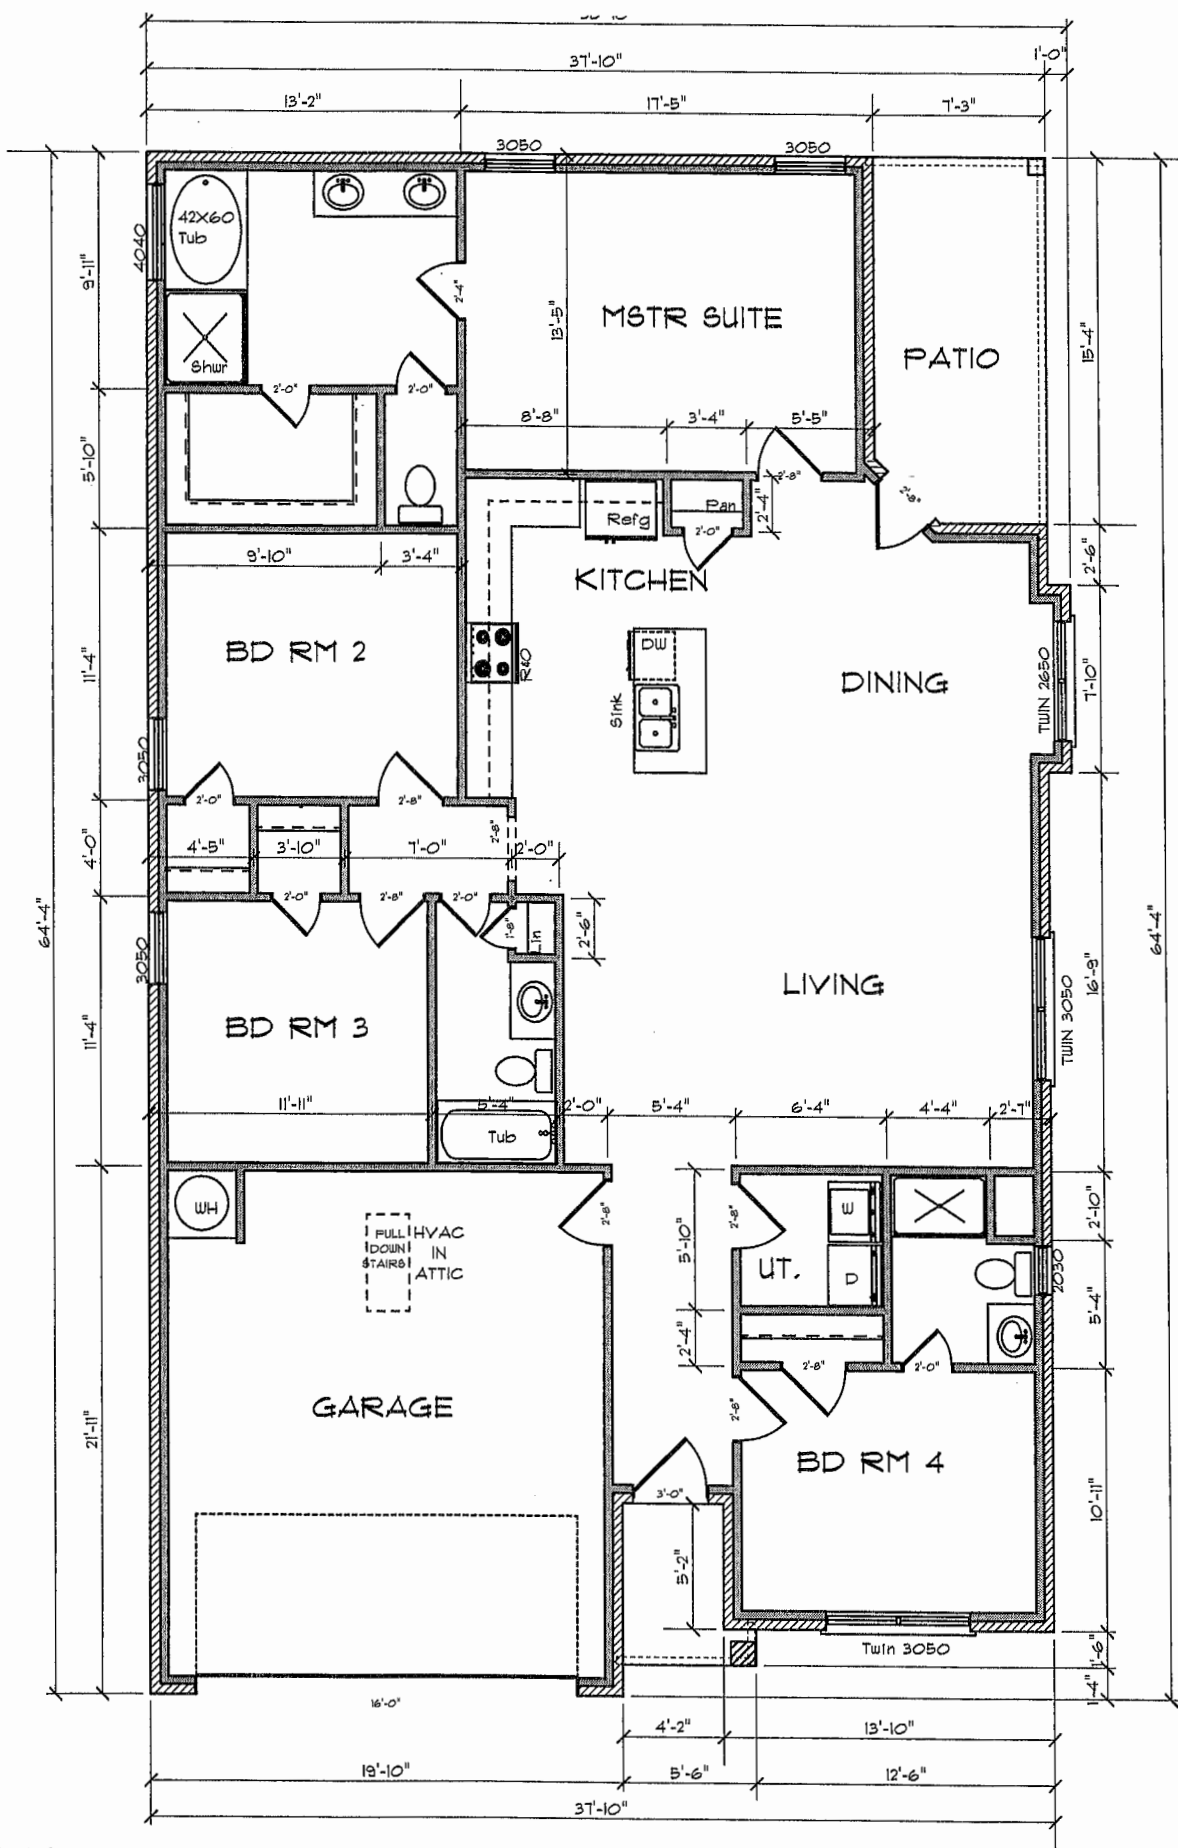 37'-10"
1'-0"
13'-2"
17'-5"
7'-3"
3050
3050
42X60
Tub
4040
9'-11"
2'-4"
13'-5"
MSTR SUITE
PATIO
15'-4"
Shwr
2'-0"
2'-0"
8'-8"
3'-4"
5'-5"
5'-10"
2'-8"
2'-8"
Refg
Pan
2'-4"
2'-0"
9'-10"
3'-4"
KITCHEN
2'-6"
BD RM 2
DW
R&O
Sink
DINING
TWIN 2650
7'-10"
11'-4"
3050
2'-0"
2'-8"
2'-8"
4'-0"
4'-5"
3'-10"
7'-0"
2'-0"
2'-0"
2'-8"
2'-0"
1'-8"
Lin
2'-6"
64'-4"
64'-4"
3050
LIVING
16'-9"
TWIN 3050
BD RM 3
11'-4"
11'-11"
5'-4"
2'-0"
5'-4"
6'-4"
4'-4"
2'-7"
Tub
WH
PULL
DOWN
STAIRS
HVAC
IN
ATTIC
2'-8"
2'-8"
5'-10"
UT.
W
D
2'-10"
2030
5'-4"
2'-4"
2'-8"
2'-0"
GARAGE
21'-11"
2'-8"
BD RM 4
3'-0"
10'-11"
5'-2"
Twin 3050
1'-6"
1'-4"
16'-0"
4'-2"
13'-10"
19'-10"
5'-6"
12'-6"
37'-10"